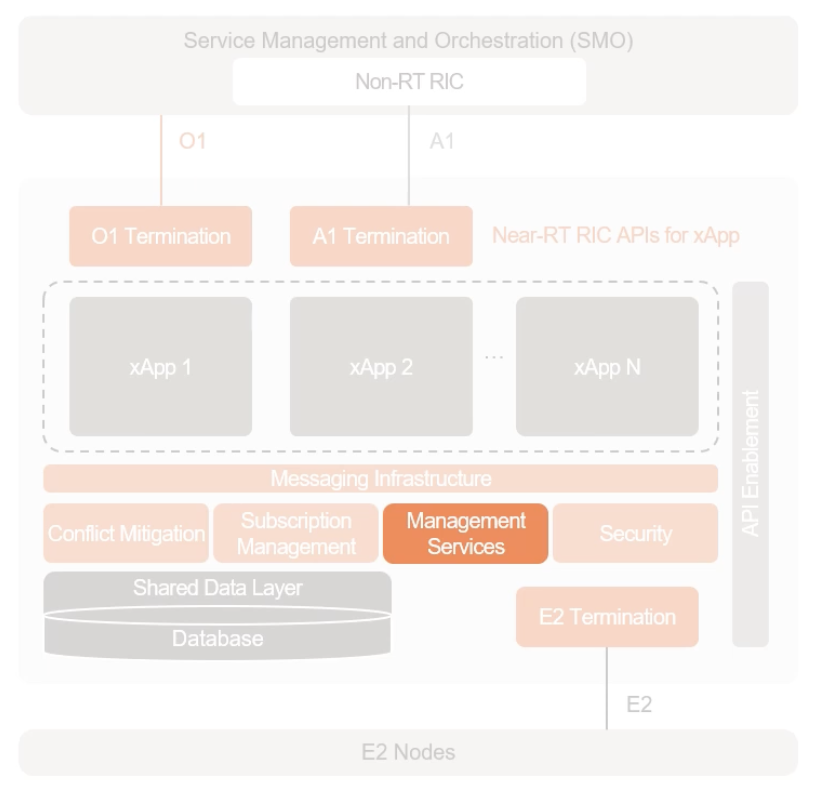 Service Management and Orchestration (SMO)
Non-RT RIC
O1
A1
O1 Termination
A1 Termination
Near-RT RIC APIs for xApp
xApp 1
xApp 2
...
xApp N
API Enablement
Messaging Infrastructure
Conflict Mitigation
Subscription
Management
Management
Services
Security
Shared Data Layer
Database
E2 Termination
E2
E2 Nodes